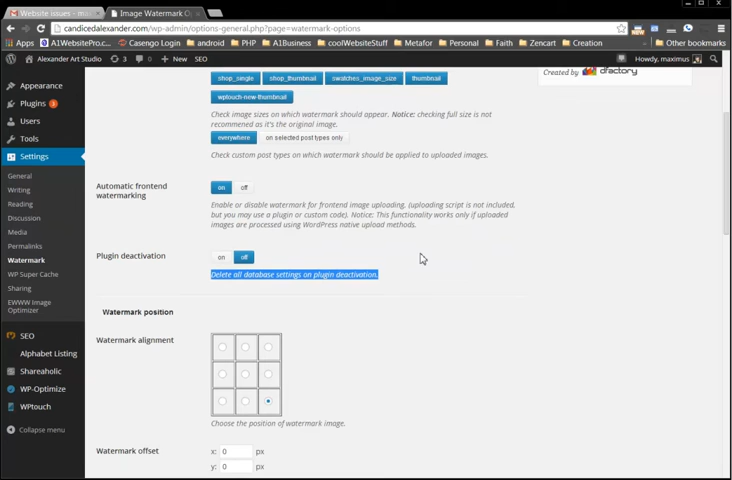 Website issues - mai
Image Watermark Op
candicedalexander.com/wp-admin/options-general.php?page=watermark-options
Apps A1WebsitePro.c... Casengo Login android PHP A1Business coolWebsiteStuff Metafor Personal Faith Zencart Creation Other bookmarks
Alexander Art Studio 3 0 + New SEO Howdy, maximus
Appearance
Plugins 3
Users
Tools
Settings
General
Writing
Reading
Discussion
Media
Permalinks
Watermark
WP Super Cache
Sharing
EWWW Image
Optimizer
SEO
Alphabet Listing
Shareaholic
WP-Optimize
WPtouch
Collapse menu
shop_single shop_thumbnail swatches_image_size thumbnail
wptouch-new-thumbnail
Check image sizes on which watermark should appear. Notice: checking full size is not
recommened as it's the original image.
everywhere on selected post types only
Check custom post types on which watermark should be applied to uploaded images.
Automatic frontend
watermarking
on off
Enable or disable watermark for frontend image uploading. (uploading script is not included,
but you may use a plugin or custom code). Notice: This functionality works only if uploaded
images are processed using WordPress native upload methods.
Plugin deactivation
on off
Delete all database settings on plugin deactivation.
Watermark position
Watermark alignment
Choose the position of watermark image.
Watermark offset
x: 0 px
y: 0 px
Created by dfactory